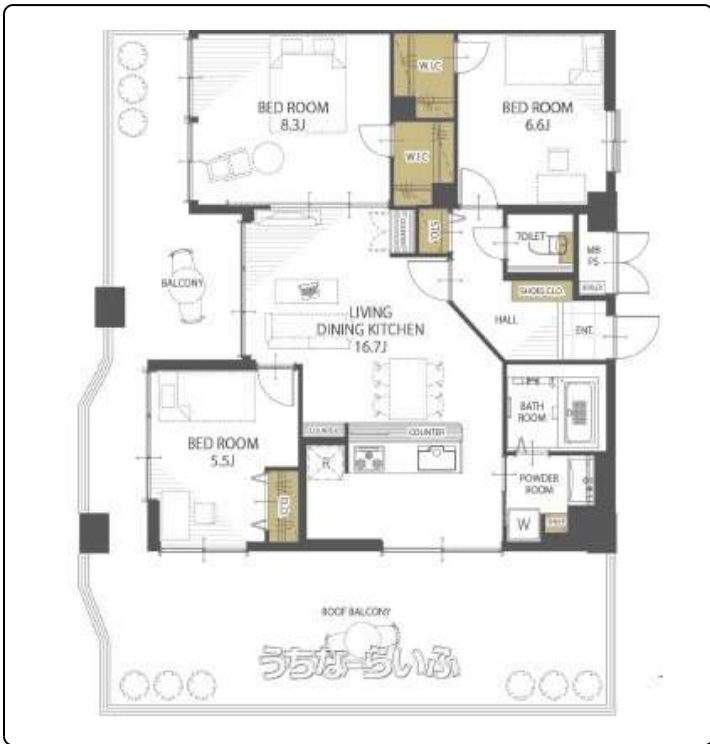 W.I.C
BED ROOM
8.3J
BED ROOM
6.6J
W.I.C
STO.
TOILET
MB
PS
BALCONY
SHOES CLO.
LIVING
DINING KITCHEN
16.7J
HALL
ENT.
BATH
ROOM
BED ROOM
5.5J
COUNTER
COUNTER
R
CLO
POWDER
ROOM
W
ROOF BALCONY
うちなーらいふ